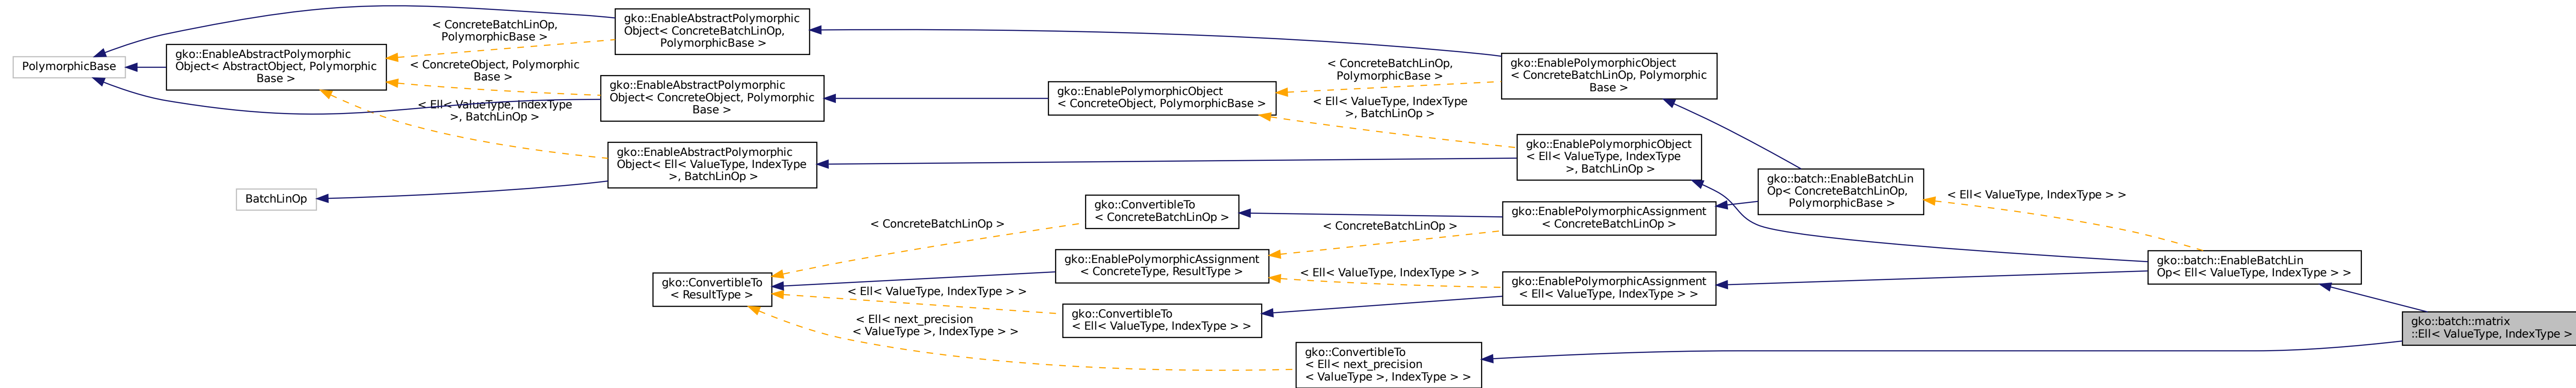 PolymorphicBase
gko::EnableAbstractPolymorphic
Object< AbstractObject, Polymorphic
Base >
BatchLinOp
< ConcreteBatchLinOp,
PolymorphicBase >
< ConcreteObject, Polymorphic
Base >
< Ell< ValueType, IndexType
>, BatchLinOp >
gko::EnableAbstractPolymorphic
Object< ConcreteBatchLinOp,
PolymorphicBase >
gko::EnableAbstractPolymorphic
Object< ConcreteObject, Polymorphic
Base >
gko::EnableAbstractPolymorphic
Object< Ell< ValueType, IndexType
>, BatchLinOp >
gko::ConvertibleTo
< ResultType >
< ConcreteBatchLinOp >
< Ell< ValueType, IndexType > >
< Ell< next_precision
< ValueType >, IndexType > >
gko::EnablePolymorphicObject
< ConcreteObject, PolymorphicBase >
gko::ConvertibleTo
< ConcreteBatchLinOp >
gko::EnablePolymorphicAssignment
< ConcreteType, ResultType >
gko::ConvertibleTo
< Ell< ValueType, IndexType > >
gko::ConvertibleTo
< Ell< next_precision
< ValueType >, IndexType > >
< ConcreteBatchLinOp,
PolymorphicBase >
< Ell< ValueType, IndexType
>, BatchLinOp >
< ConcreteBatchLinOp >
< Ell< ValueType, IndexType > >
gko::EnablePolymorphicObject
< ConcreteBatchLinOp, Polymorphic
Base >
gko::EnablePolymorphicObject
< Ell< ValueType, IndexType
>, BatchLinOp >
gko::EnablePolymorphicAssignment
< ConcreteBatchLinOp >
gko::EnablePolymorphicAssignment
< Ell< ValueType, IndexType > >
gko::batch::EnableBatchLin
Op< ConcreteBatchLinOp,
PolymorphicBase >
< Ell< ValueType, IndexType > >
gko::batch::EnableBatchLin
Op< Ell< ValueType, IndexType > >
gko::batch::matrix
::Ell< ValueType, IndexType >